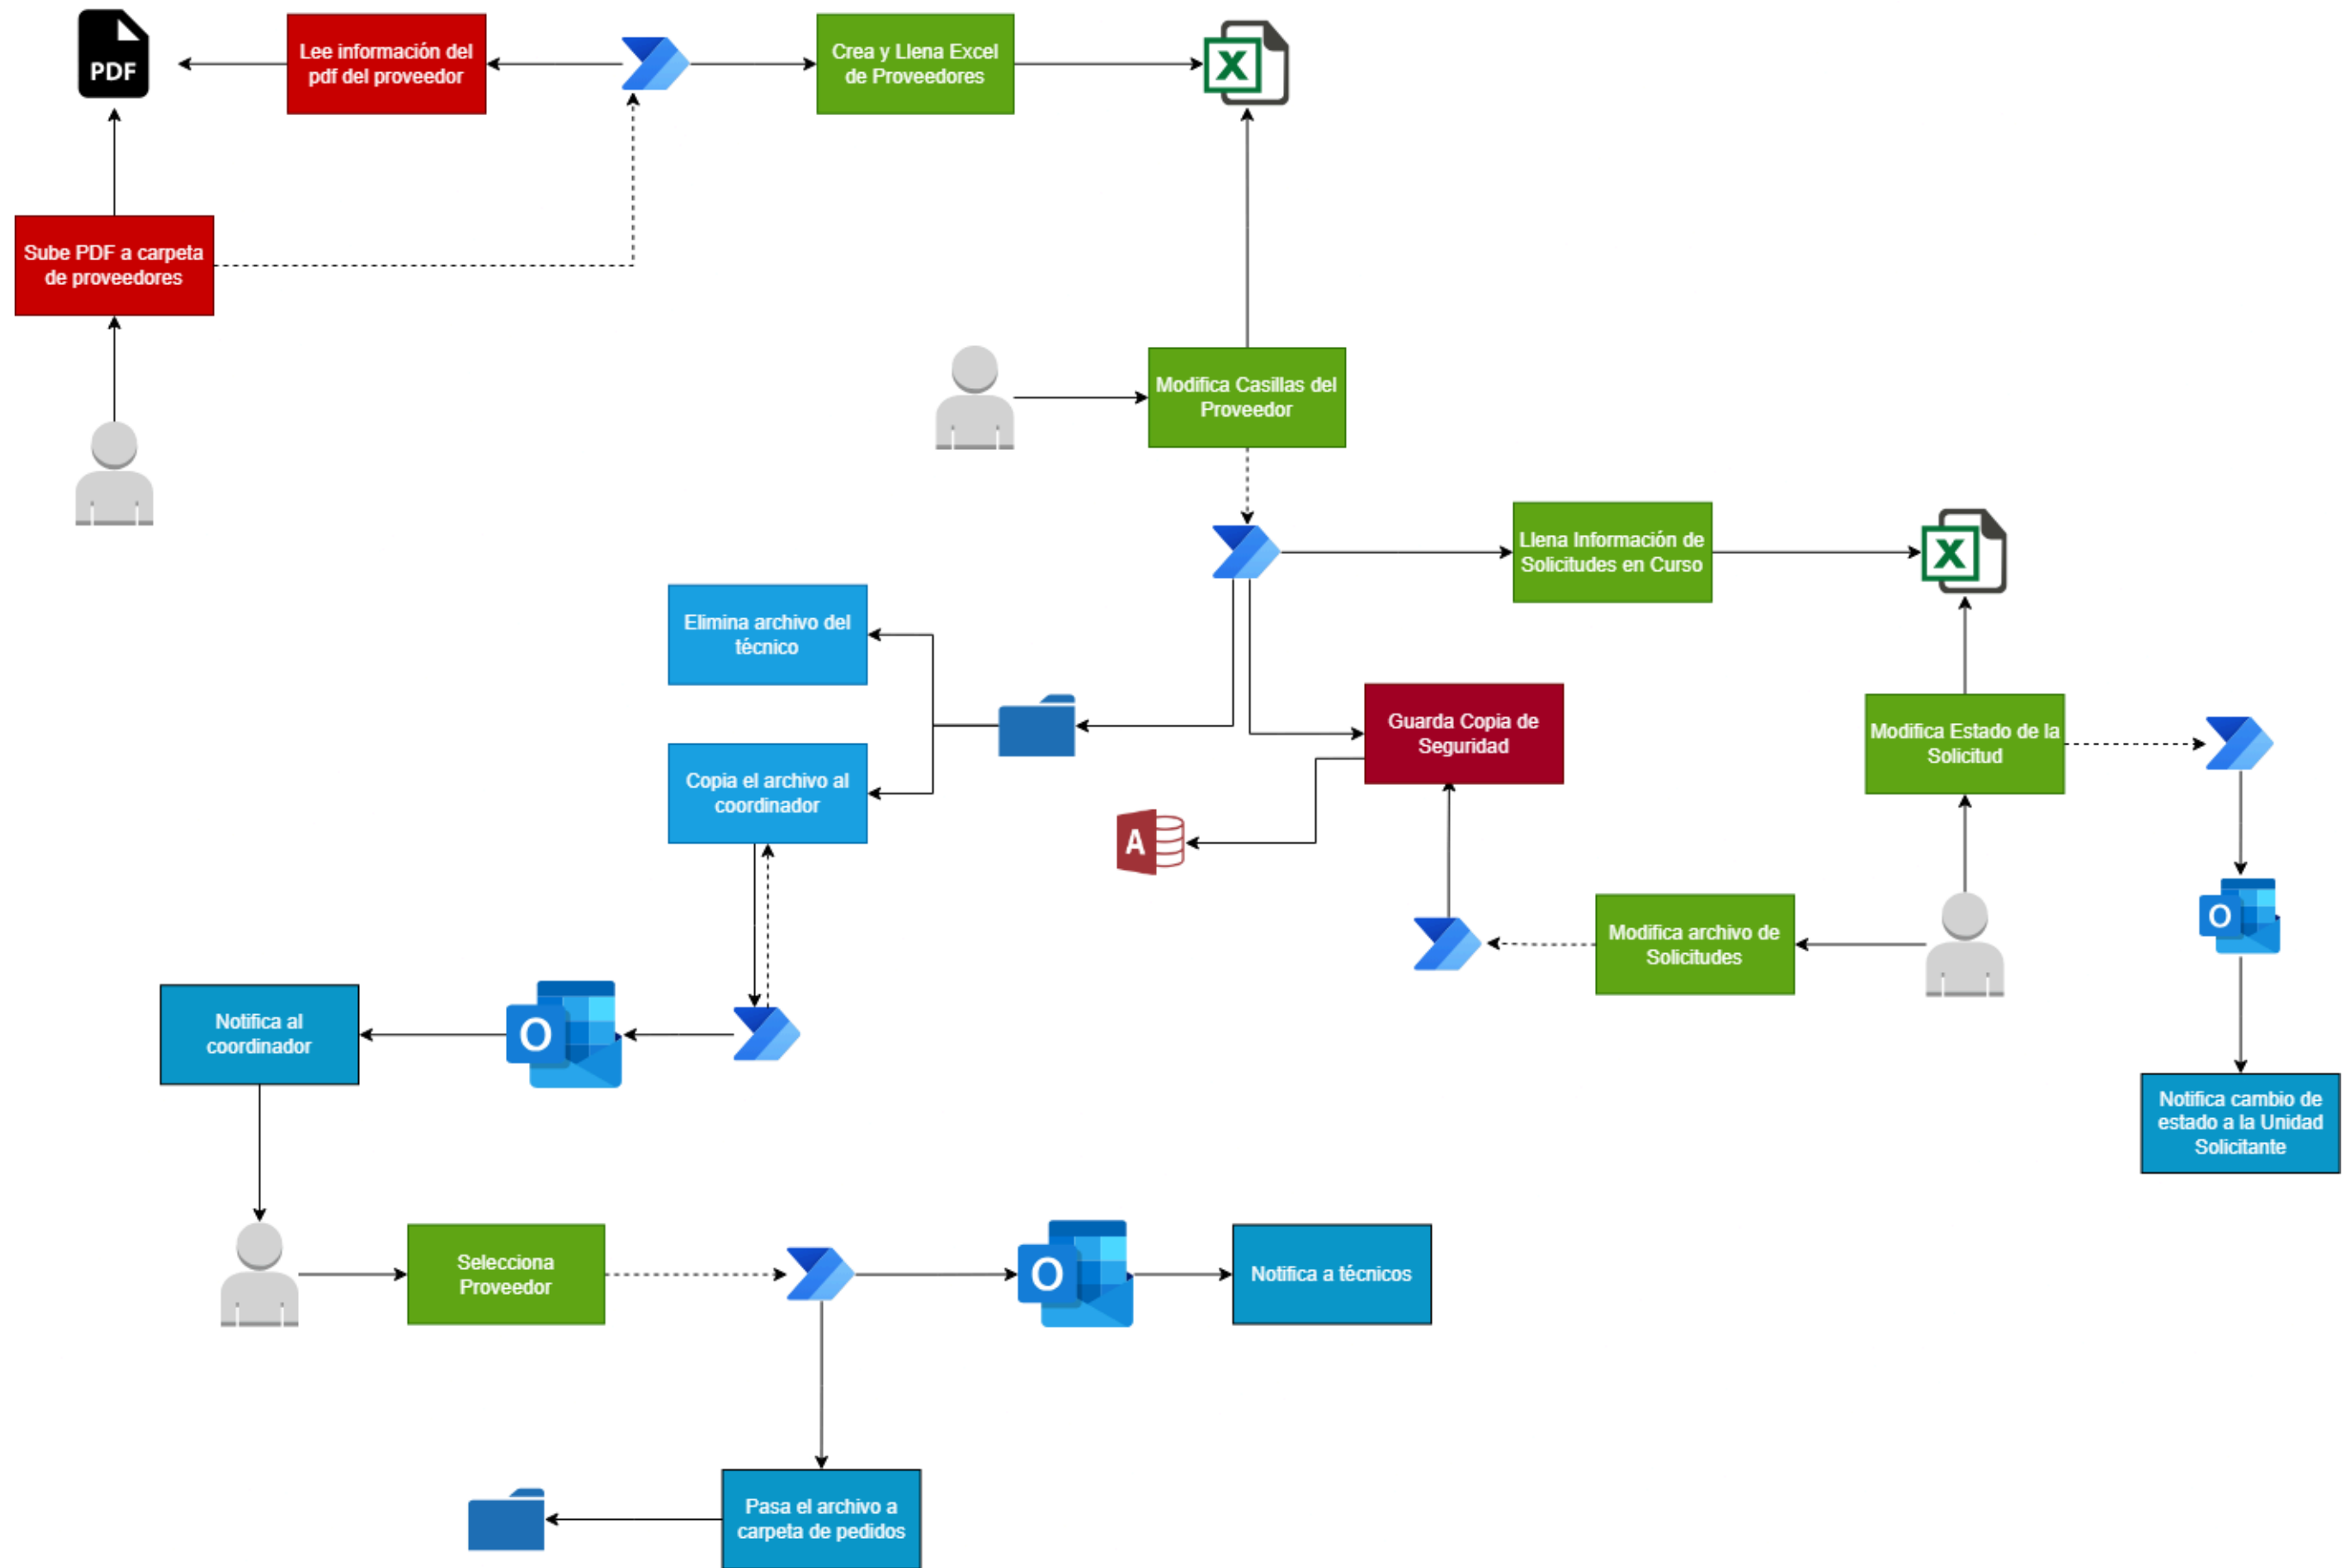 PDF
Lee información del
pdf del proveedor
Crea y Llena Excel
de Proveedores
X
Sube PDF a carpeta
de proveedores
Modifica Casillas del
Proveedor
Llena Información de
Solicitudes en Curso
X
Elimina archivo del
técnico
Guarda Copia de
Seguridad
Modifica Estado de la
Solicitud
Copia el archivo al
coordinador
A
O
Modifica archivo de
Solicitudes
Notifica al
coordinador
O
Notifica cambio de
estado a la Unidad
Solicitante
Selecciona
Proveedor
O
Notifica a técnicos
Pasa el archivo a
carpeta de pedidos